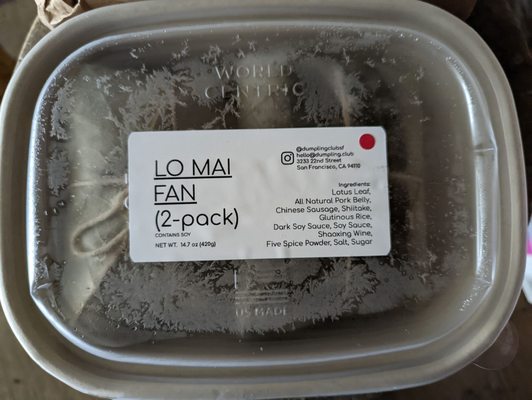 WORLD
CENTRIC
LO MAI
FAN
(2-pack)
CONTAINS SOY
NET WT. 14.7 oz (420g)
@dumplingclubsf
hello@dumpling.club
3233 22nd Street
San Francisco, CA 94110
Ingredients:
Lotus Leaf,
All Natural Pork Belly,
Chinese Sausage, Shiitake,
Glutinous Rice,
Dark Soy Sauce, Soy Sauce,
Shaoxing Wine,
Five Spice Powder, Salt, Sugar
US MADE